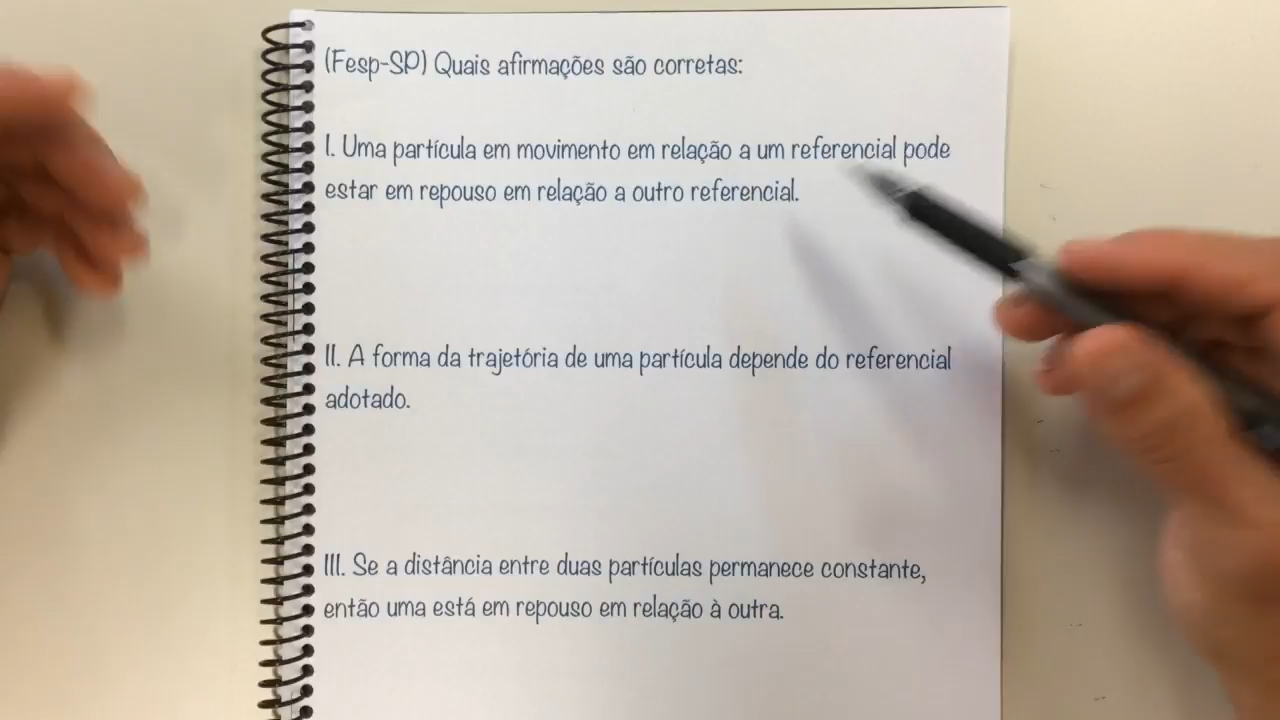 (Fesp-SP) Quais afirmações são corretas:
I. Uma partícula em movimento em relação a um referencial pode
estar em repouso em relação a outro referencial.
II. A forma da trajetória de uma partícula depende do referencial
adotado.
III. Se a distância entre duas partículas permanece constante,
então uma está em repouso em relação à outra.